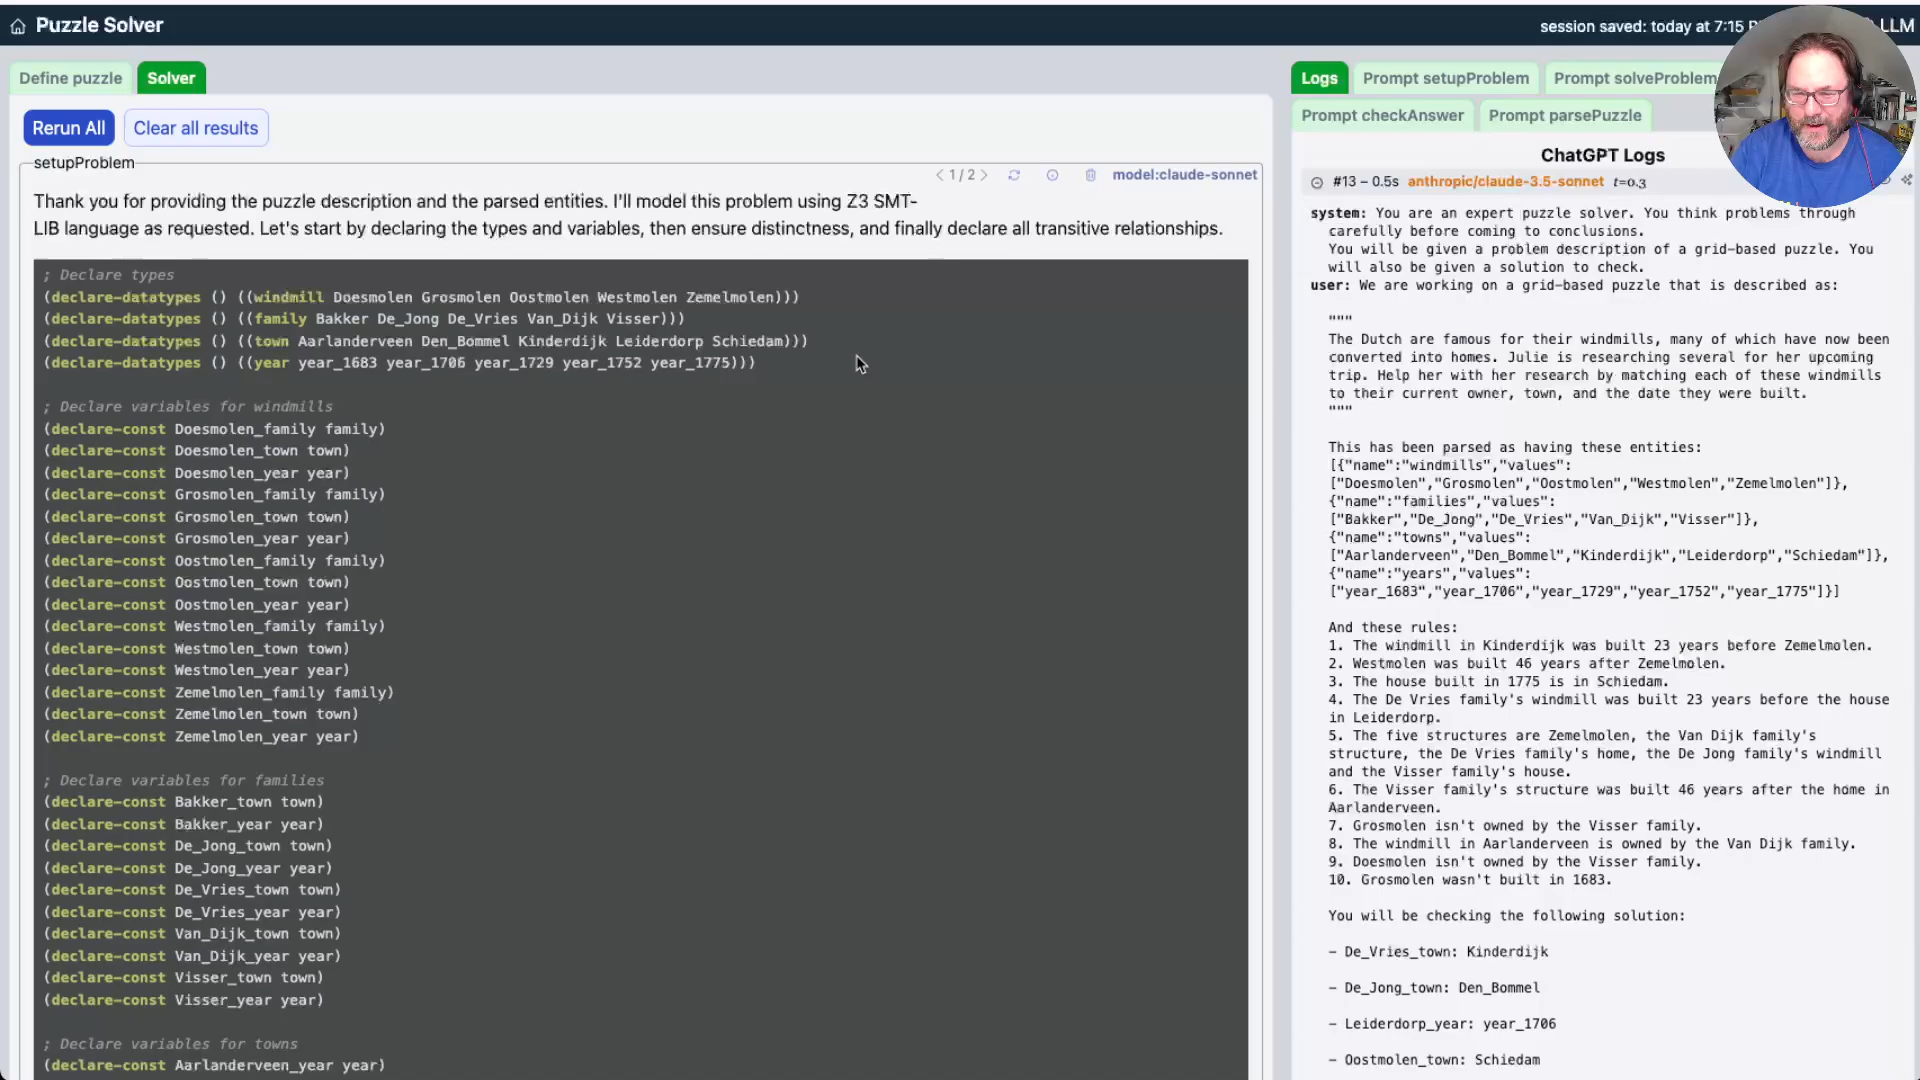 Puzzle Solver
session saved: today at 7:15
LLM
Define puzzle
Solver
Rerun All
Clear all results
setupProblem
1 / 2
model:claude-sonnet
Thank you for providing the puzzle description and the parsed entities. I'll model this problem using Z3 SMT-
LIB language as requested. Let's start by declaring the types and variables, then ensure distinctness, and finally declare all transitive relationships.
; Declare types
(declare-datatypes () ((windmill Doesmolen Grosmolen Oostmolen Westmolen Zemelmolen)))
(declare-datatypes () ((family Bakker De_Jong De_Vries Van_Dijk Visser)))
(declare-datatypes () ((town Aarlanderveen Den_Bommel Kinderdijk Leiderdorp Schiedam)))
(declare-datatypes () ((year year_1683 year_1706 year_1729 year_1752 year_1775)))
; Declare variables for windmills
(declare-const Doesmolen_family family)
(declare-const Doesmolen_town town)
(declare-const Doesmolen_year year)
(declare-const Grosmolen_family family)
(declare-const Grosmolen_town town)
(declare-const Grosmolen_year year)
(declare-const Oostmolen_family family)
(declare-const Oostmolen_town town)
(declare-const Oostmolen_year year)
(declare-const Westmolen_family family)
(declare-const Westmolen_town town)
(declare-const Westmolen_year year)
(declare-const Zemelmolen_family family)
(declare-const Zemelmolen_town town)
(declare-const Zemelmolen_year year)
; Declare variables for families
(declare-const Bakker_town town)
(declare-const Bakker_year year)
(declare-const De_Jong_town town)
(declare-const De_Jong_year year)
(declare-const De_Vries_town town)
(declare-const De_Vries_year year)
(declare-const Van_Dijk_town town)
(declare-const Van_Dijk_year year)
(declare-const Visser_town town)
(declare-const Visser_year year)
; Declare variables for towns
(declare-const Aarlanderveen_year year)
Logs
Prompt setupProblem
Prompt solveProblem
Prompt checkAnswer
Prompt parsePuzzle
ChatGPT Logs
#13 – 0.5s anthropic/claude-3.5-sonnet t=0.3
system: You are an expert puzzle solver. You think problems through
carefully before coming to conclusions.
You will be given a problem description of a grid-based puzzle. You
will also be given a solution to check.
user: We are working on a grid-based puzzle that is described as:
"""
The Dutch are famous for their windmills, many of which have now been
converted into homes. Julie is researching several for her upcoming
trip. Help her with her research by matching each of these windmills
to their current owner, town, and the date they were built.
"""
This has been parsed as having these entities:
[{"name":"windmills","values":
["Doesmolen","Grosmolen","Oostmolen","Westmolen","Zemelmolen"]},
{"name":"families","values":
["Bakker","De_Jong","De_Vries","Van_Dijk","Visser"]},
{"name":"towns","values":
["Aarlanderveen","Den_Bommel","Kinderdijk","Leiderdorp","Schiedam"]},
{"name":"years","values":
["year_1683","year_1706","year_1729","year_1752","year_1775"]}]
And these rules:
1. The windmill in Kinderdijk was built 23 years before Zemelmolen.
2. Westmolen was built 46 years after Zemelmolen.
3. The house built in 1775 is in Schiedam.
4. The De Vries family's windmill was built 23 years before the house
in Leiderdorp.
5. The five structures are Zemelmolen, the Van Dijk family's
structure, the De Vries family's home, the De Jong family's windmill
and the Visser family's house.
6. The Visser family's structure was built 46 years after the home in
Aarlanderveen.
7. Grosmolen isn't owned by the Visser family.
8. The windmill in Aarlanderveen is owned by the Van Dijk family.
9. Doesmolen isn't owned by the Visser family.
10. Grosmolen wasn't built in 1683.
You will be checking the following solution:
– De_Vries_town: Kinderdijk
– De_Jong_town: Den_Bommel
– Leiderdorp_year: year_1706
– Oostmolen_town: Schiedam